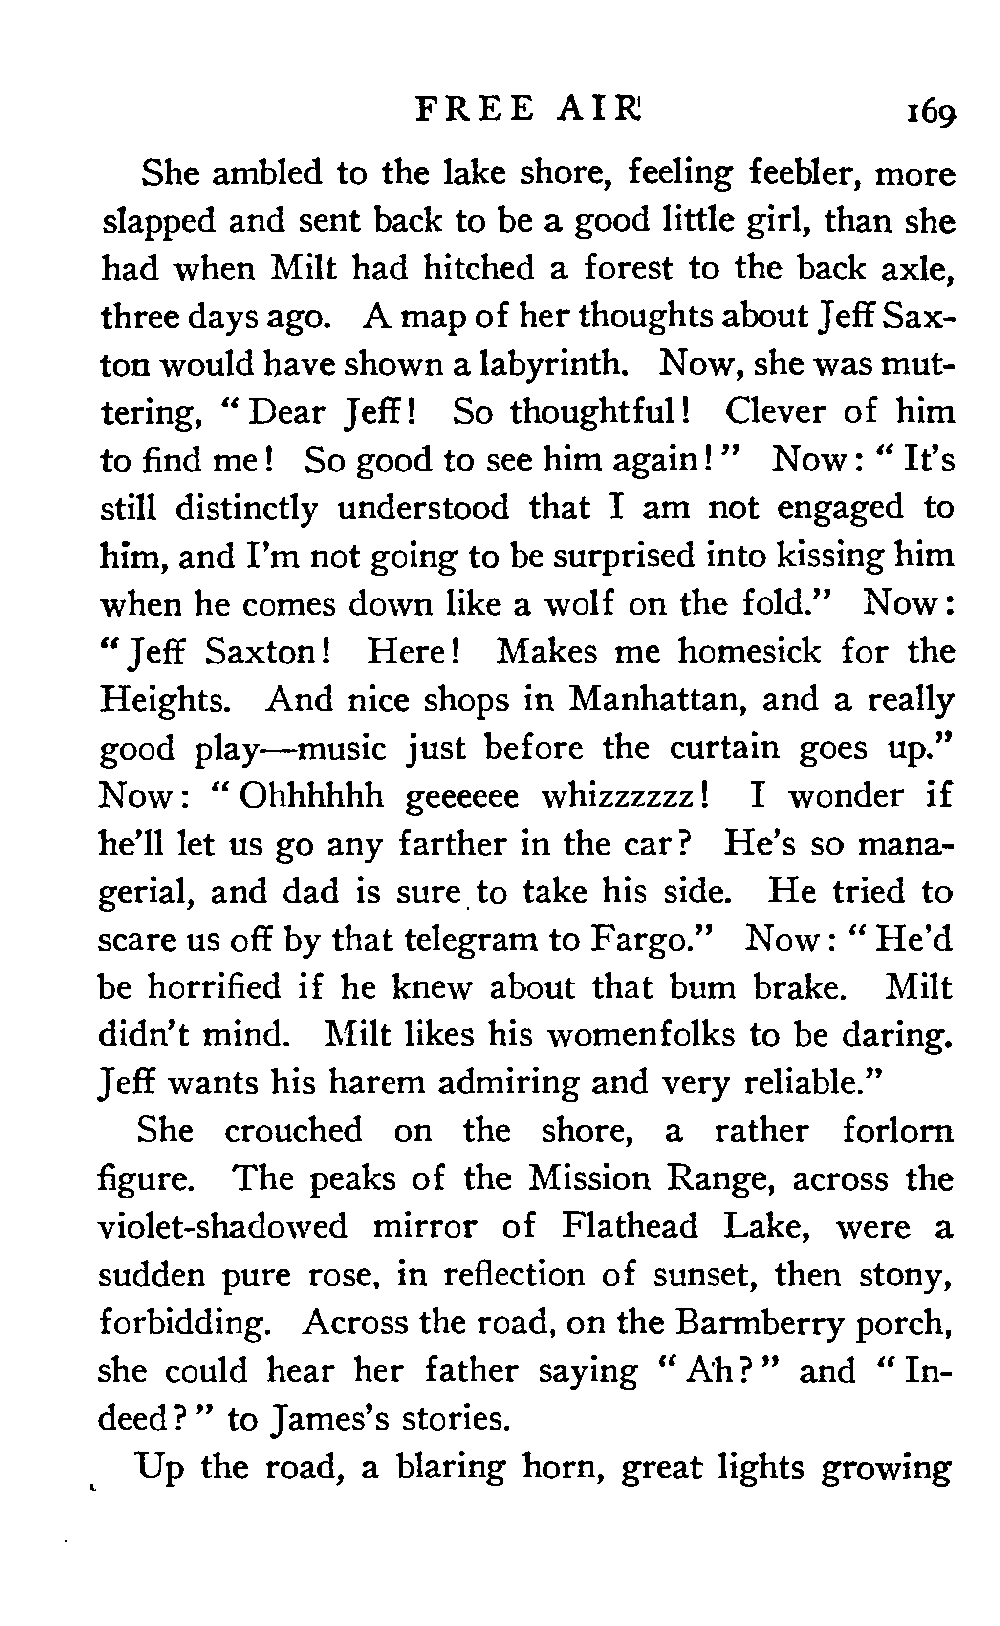 FREE AIR 169
She ambled to the lake shore, feeling feebler, more
slapped and sent back to be a good little girl, than she
had when Milt had hitched a forest to the back axle,
three days ago. A map of her thoughts about Jeff Sax-
ton would have shown a labyrinth. Now, she was mut-
tering, "Dear Jeff! So thoughtful! Clever of him
to find me! So good to see him again!" Now: "It's
still distinctly understood that I am not engaged to
him, and I'm not going to be surprised into kissing him
when he comes down like a wolf on the fold." Now:
"Jeff Saxton! Here! Makes me homesick for the
Heights. And nice shops in Manhattan, and a really
good play—music just before the curtain goes up."
Now: "Ohhhhhh geeeeee whizzzzzz! I wonder if
he'll let us go any farther in the car? He's so mana-
gerial, and dad is sure to take his side. He tried to
scare us off by that telegram to Fargo." Now: "He'd
be horrified if he knew about that bum brake. Milt
didn't mind. Milt likes his womenfolks to be daring.
Jeff wants his harem admiring and very reliable."
She crouched on the shore, a rather forlorn
figure. The peaks of the Mission Range, across the
violet-shadowed mirror of Flathead Lake, were a
sudden pure rose, in reflection of sunset, then stony,
forbidding. Across the road, on the Barmberry porch,
she could hear her father saying "Ah?" and "In-
deed?" to James's stories.
Up the road, a blaring horn, great lights growing